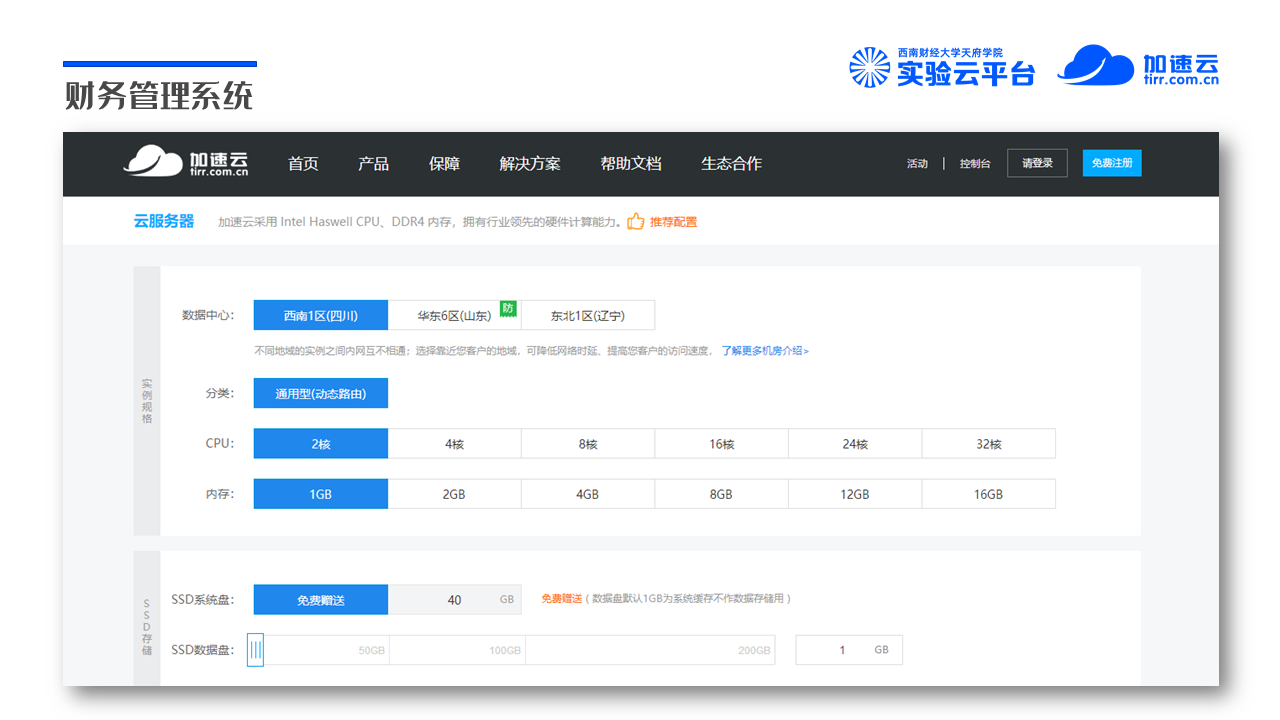 西南财经大学天府学院
实验云平台
加速云
tirr.com.cn
财务管理系统
加速云
tirr.com.cn
首页 产品 保障 解决方案 帮助文档 生态合作 活动 | 控制台 请登录 免费注册
云服务器 加速云采用 Intel Haswell CPU、DDR4 内存，拥有行业领先的硬件计算能力。 推荐配置
实例规格
数据中心： 西南1区(四川) 华东6区(山东) 防 东北1区(辽宁)
不同地域的实例之间内网互不相通；选择靠近您客户的地域，可降低网络时延、提高您客户的访问速度， 了解更多机房介绍>
分类： 通用型(动态路由)
CPU： 2核 4核 8核 16核 24核 32核
内存： 1GB 2GB 4GB 8GB 12GB 16GB
SSD存储
SSD系统盘： 免费赠送 40 GB 免费赠送 ( 数据盘默认1GB为系统缓存不作数据存储用 )
SSD数据盘： 50GB 100GB 200GB 1 GB